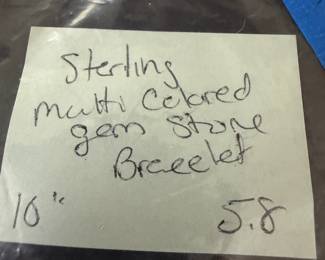 Sterling
multi Colored
gem Stone
Bracelet
10" 5.8